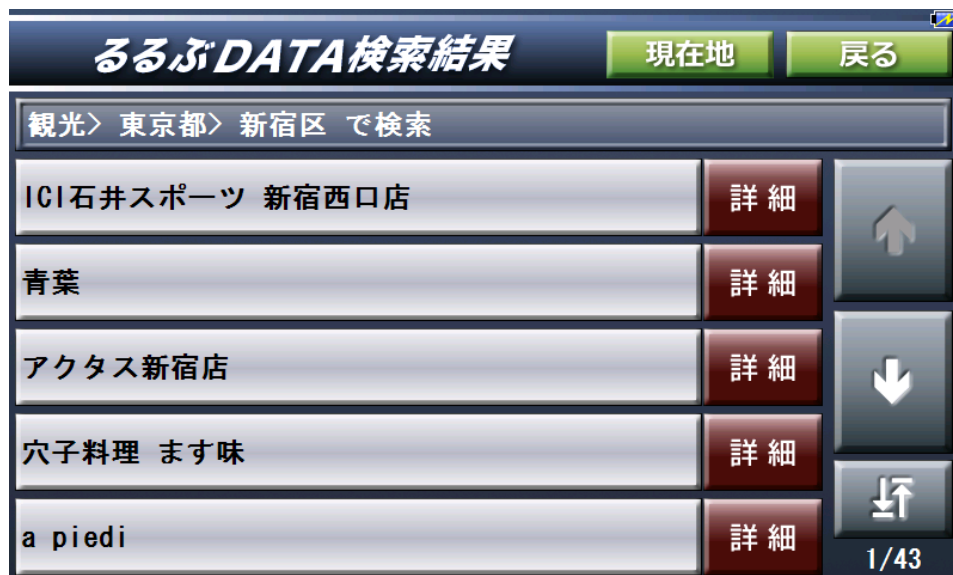 るるぶDATA検索結果 現在地 戻る
観光> 東京都> 新宿区 で検索
ICI石井スポーツ 新宿西口店 詳細
青葉 詳細
アクタス新宿店 詳細
穴子料理 ます味 詳細
a piedi 詳細
1/43